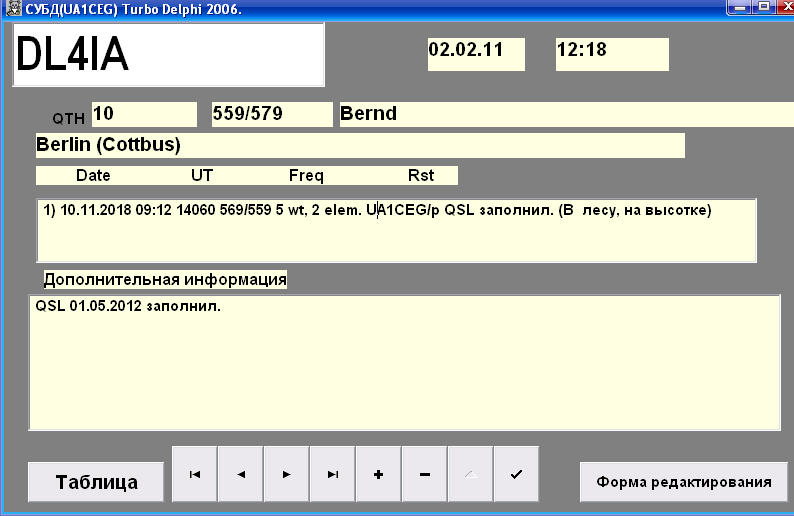 СУБД(UA1CEG) Turbo Delphi 2006.
DL4IA
02.02.11 12:18
QTH 10 559/579 Bernd
Berlin (Cottbus)
Date UT Freq Rst
1) 10.11.2018 09:12 14060 569/559 5 wt, 2 elem. UA1CEG/p QSL заполнил. (В  лесу, на высотке)
Дополнительная информация
QSL 01.05.2012 заполнил.
Таблица Форма редактирования